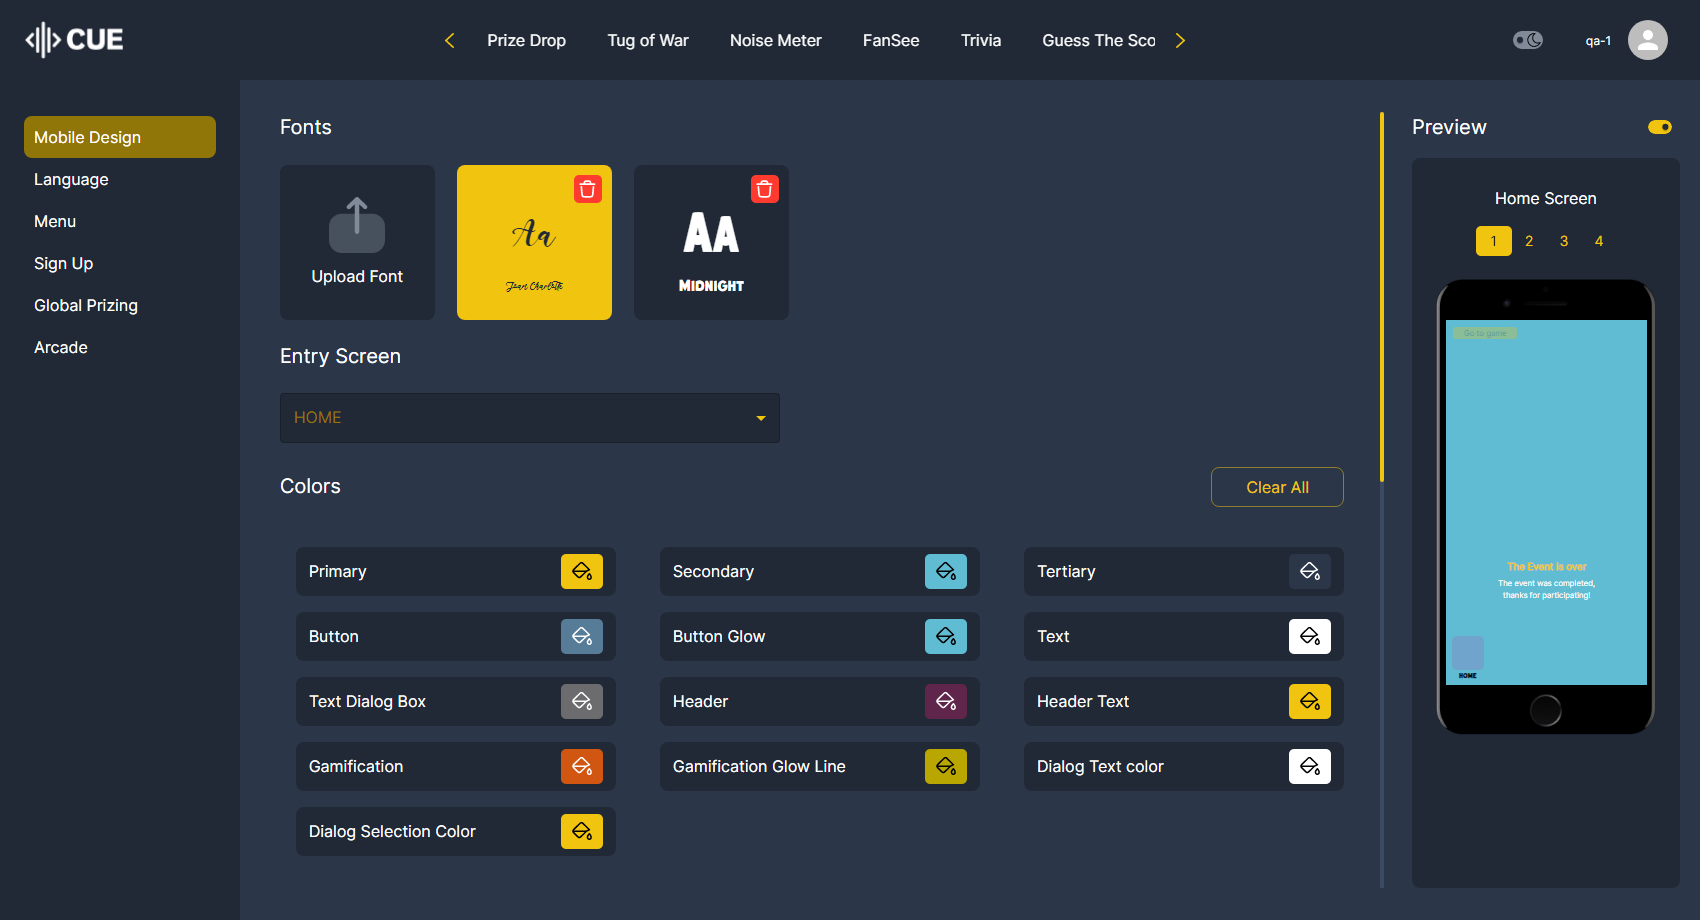 CUE
Prize Drop
Tug of War
Noise Meter
FanSee
Trivia
Guess The Sco
qa-1
Mobile Design
Language
Menu
Sign Up
Global Prizing
Arcade
Fonts
Upload Font
Aa
Jean Charlotte
AA
MIDNIGHT
Entry Screen
HOME
Colors
Clear All
Primary
Secondary
Tertiary
Button
Button Glow
Text
Text Dialog Box
Header
Header Text
Gamification
Gamification Glow Line
Dialog Text color
Dialog Selection Color
Preview
Home Screen
1 2 3 4
Go to game
The Event is over
The event was completed,
thanks for participating!
HOME